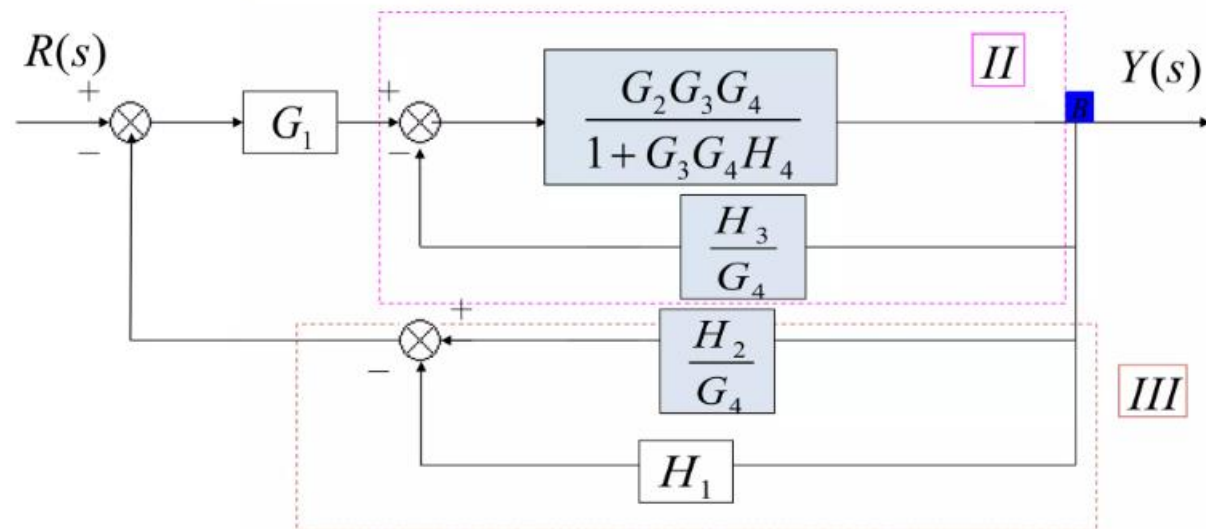 R(s)
+
−
G₁
+
−
G₂G₃G₄
1 + G₃G₄H₄
II
B
Y(s)
H₃
G₄
+
−
H₂
G₄
III
H₁